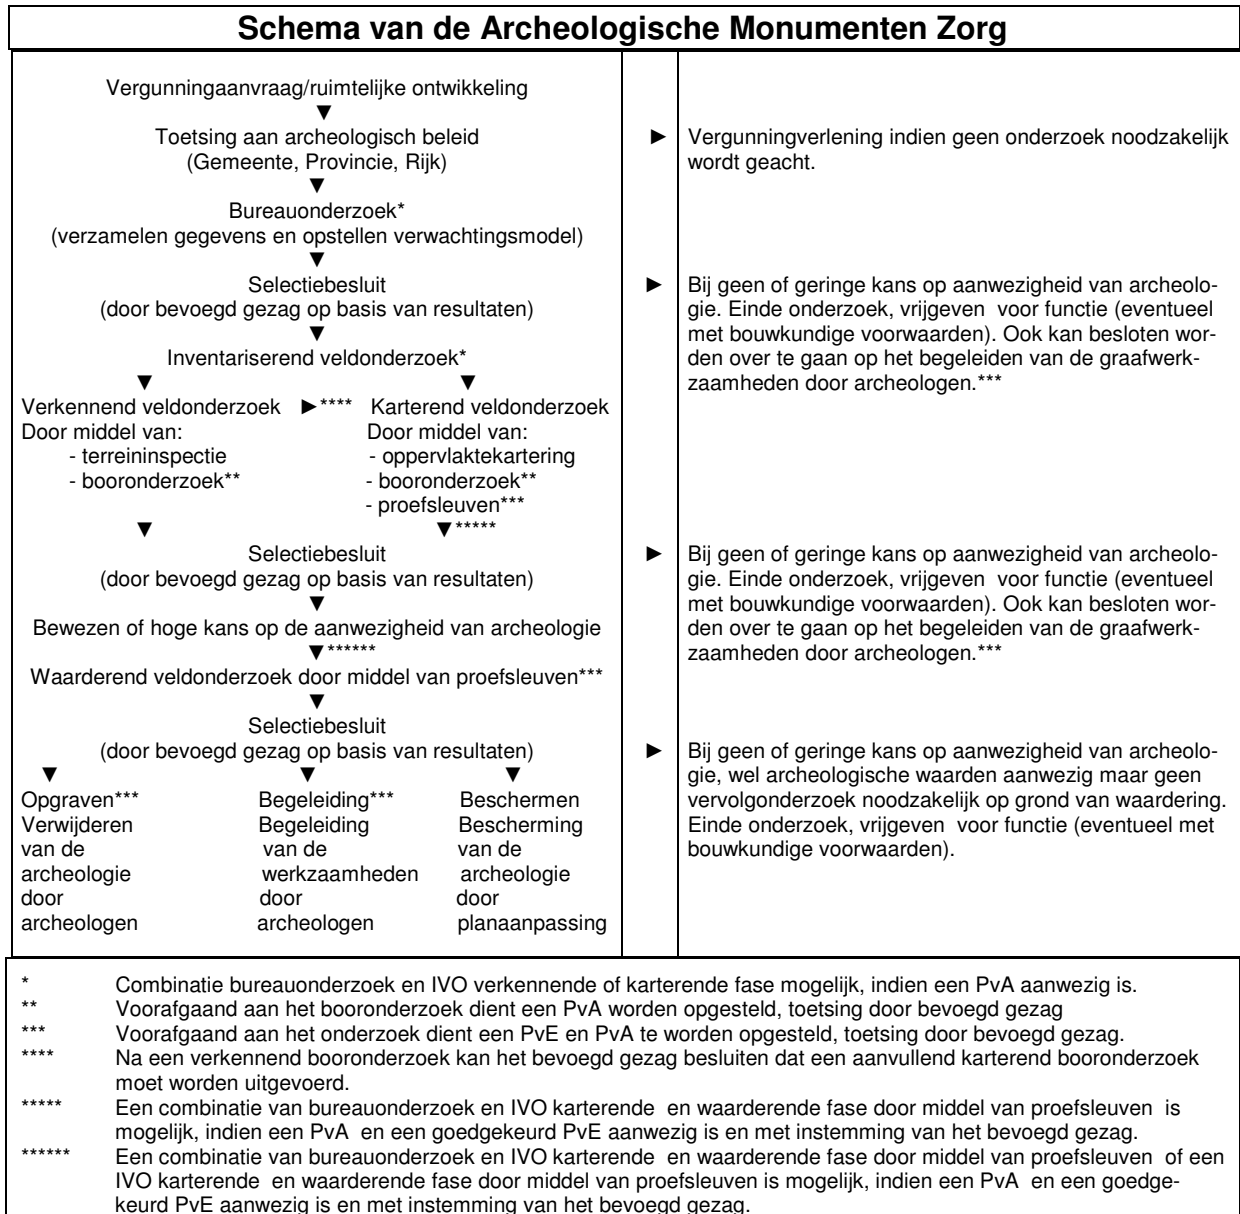 Schema van de Archeologische Monumenten Zorg
Vergunningaanvraag/ruimtelijke ontwikkeling
▼
Toetsing aan archeologisch beleid
(Gemeente, Provincie, Rijk)
► Vergunningverlening indien geen onderzoek noodzakelijk
wordt geacht.
▼
Bureauonderzoek*
(verzamelen gegevens en opstellen verwachtingsmodel)
▼
Selectiebesluit
(door bevoegd gezag op basis van resultaten)
► Bij geen of geringe kans op aanwezigheid van archeolo-
gie. Einde onderzoek, vrijgeven  voor functie (eventueel
met bouwkundige voorwaarden). Ook kan besloten wor-
den over te gaan op het begeleiden van de graafwerk-
zaamheden door archeologen.***
▼
Inventariserend veldonderzoek*
▼ ▼
Verkennend veldonderzoek ►**** Karterend veldonderzoek
Door middel van: Door middel van:
- terreininspectie - oppervlaktekartering
- booronderzoek** - booronderzoek**
- proefsleuven***
▼ ▼*****
Selectiebesluit
(door bevoegd gezag op basis van resultaten)
► Bij geen of geringe kans op aanwezigheid van archeolo-
gie. Einde onderzoek, vrijgeven  voor functie (eventueel
met bouwkundige voorwaarden). Ook kan besloten wor-
den over te gaan op het begeleiden van de graafwerk-
zaamheden door archeologen.***
▼
Bewezen of hoge kans op de aanwezigheid van archeologie
▼******
Waarderend veldonderzoek door middel van proefsleuven***
▼
Selectiebesluit
(door bevoegd gezag op basis van resultaten)
► Bij geen of geringe kans op aanwezigheid van archeolo-
gie, wel archeologische waarden aanwezig maar geen
vervolgonderzoek noodzakelijk op grond van waardering.
Einde onderzoek, vrijgeven  voor functie (eventueel met
bouwkundige voorwaarden).
▼ ▼ ▼
Opgraven*** Begeleiding*** Beschermen
Verwijderen Begeleiding Bescherming
van de van de van de
archeologie werkzaamheden archeologie
door door door
archeologen archeologen planaanpassing
* Combinatie bureauonderzoek en IVO verkennende of karterende fase mogelijk, indien een PvA aanwezig is.
** Voorafgaand aan het booronderzoek dient een PvA worden opgesteld, toetsing door bevoegd gezag
*** Voorafgaand aan het onderzoek dient een PvE en PvA te worden opgesteld, toetsing door bevoegd gezag.
**** Na een verkennend booronderzoek kan het bevoegd gezag besluiten dat een aanvullend karterend booronderzoek
moet worden uitgevoerd.
***** Een combinatie van bureauonderzoek en IVO karterende  en waarderende fase door middel van proefsleuven  is
mogelijk, indien een PvA  en een goedgekeurd PvE aanwezig is en met instemming van het bevoegd gezag.
****** Een combinatie van bureauonderzoek en IVO karterende  en waarderende fase door middel van proefsleuven  of een
IVO karterende  en waarderende fase door middel van proefsleuven is mogelijk, indien een PvA  en een goedge-
keurd PvE aanwezig is en met instemming van het bevoegd gezag.